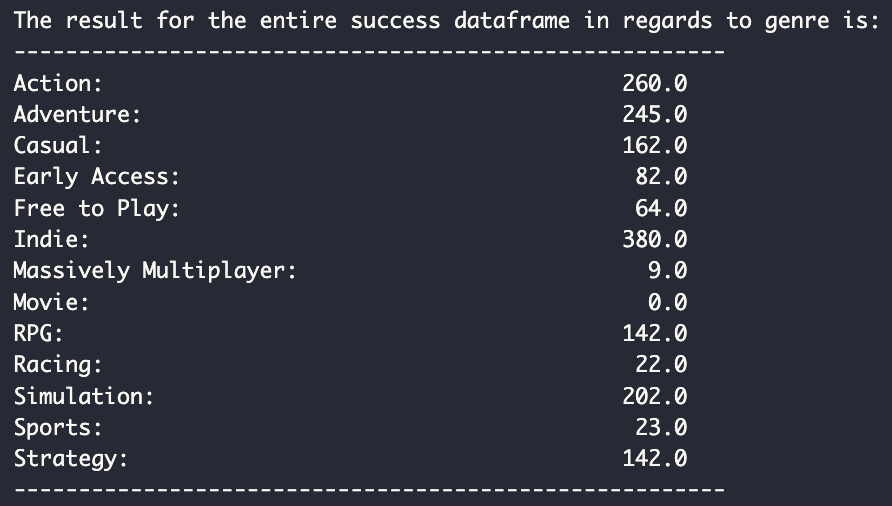 The result for the entire success dataframe in regards to genre is:
-------------------------------------------------------
Action: 260.0
Adventure: 245.0
Casual: 162.0
Early Access: 82.0
Free to Play: 64.0
Indie: 380.0
Massively Multiplayer: 9.0
Movie: 0.0
RPG: 142.0
Racing: 22.0
Simulation: 202.0
Sports: 23.0
Strategy: 142.0
-------------------------------------------------------